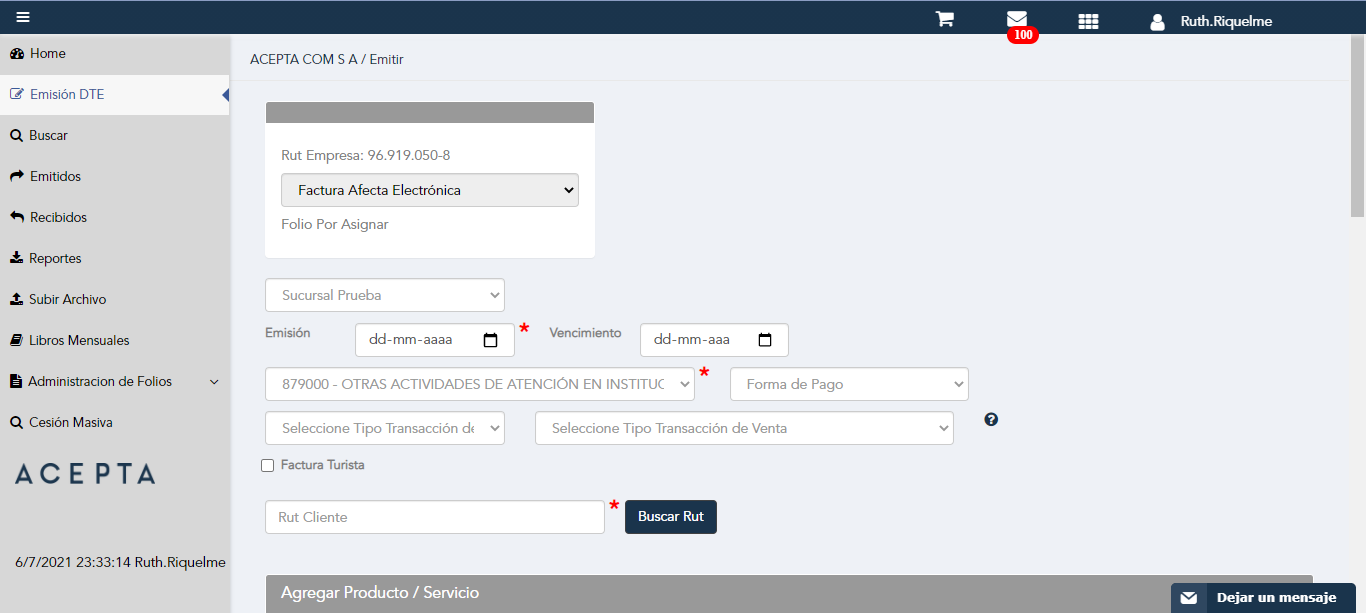 Ruth.Riquelme
100
Home
Emisión DTE
Buscar
Emitidos
Recibidos
Reportes
Subir Archivo
Libros Mensuales
Administracion de Folios
Cesión Masiva
ACEPTA
6/7/2021 23:33:14 Ruth.Riquelme
ACEPTA COM S A / Emitir
Rut Empresa: 96.919.050-8
Factura Afecta Electrónica
Folio Por Asignar
Sucursal Prueba
Emisión dd-mm-aaaa * Vencimiento dd-mm-aaa
879000 - OTRAS ACTIVIDADES DE ATENCIÓN EN INSTITUC * Forma de Pago
Seleccione Tipo Transacción de Seleccione Tipo Transacción de Venta ?
Factura Turista
Rut Cliente * Buscar Rut
Agregar Producto / Servicio
Dejar un mensaje